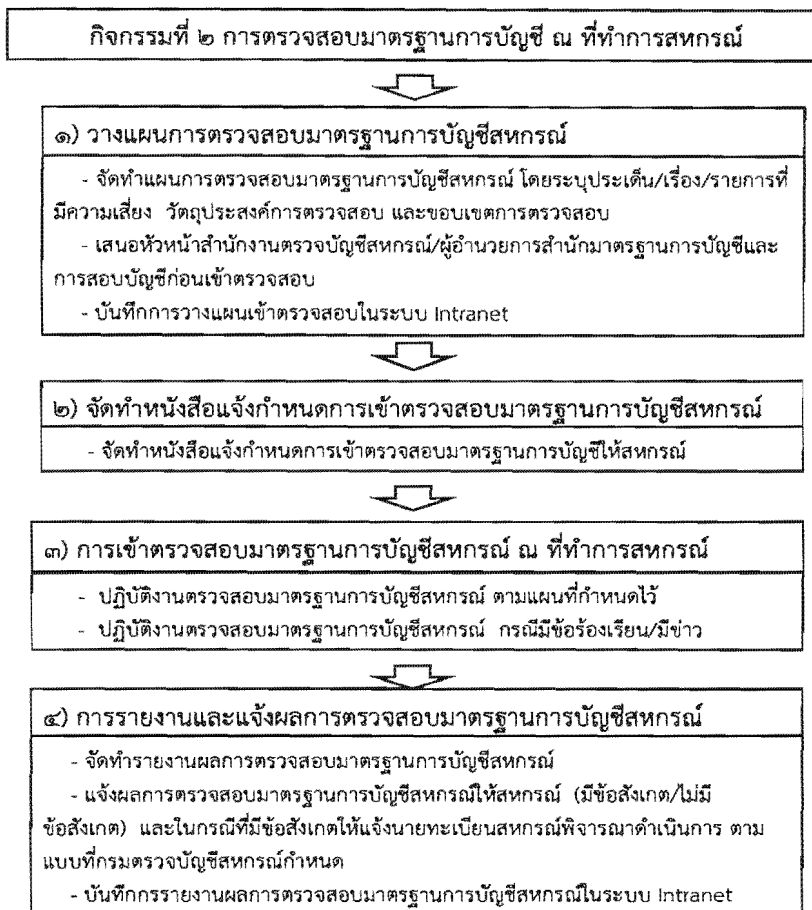 กิจกรรมที่ ๒ การตรวจสอบมาตรฐานการบัญชี ณ ที่ทำการสหกรณ์
๑) วางแผนการตรวจสอบมาตรฐานการบัญชีสหกรณ์
- จัดทำแผนการตรวจสอบมาตรฐานการบัญชีสหกรณ์ โดยระบุประเด็น/เรื่อง/รายการที่
มีความเสี่ยง วัตถุประสงค์การตรวจสอบ และขอบเขตการตรวจสอบ
- เสนอหัวหน้าสำนักงานตรวจบัญชีสหกรณ์/ผู้อำนวยการสำนักมาตรฐานการบัญชีและ
การสอบบัญชีก่อนเข้าตรวจสอบ
- บันทึกการวางแผนเข้าตรวจสอบในระบบ Intranet
๒) จัดทำหนังสือแจ้งกำหนดการเข้าตรวจสอบมาตรฐานการบัญชีสหกรณ์
- จัดทำหนังสือแจ้งกำหนดการเข้าตรวจสอบมาตรฐานการบัญชีให้สหกรณ์
๓) การเข้าตรวจสอบมาตรฐานการบัญชีสหกรณ์ ณ ที่ทำการสหกรณ์
- ปฏิบัติงานตรวจสอบมาตรฐานการบัญชีสหกรณ์ ตามแผนที่กำหนดไว้
- ปฏิบัติงานตรวจสอบมาตรฐานการบัญชีสหกรณ์ กรณีมีข้อร้องเรียน/มีข่าว
๔) การรายงานและแจ้งผลการตรวจสอบมาตรฐานการบัญชีสหกรณ์
- จัดทำรายงานผลการตรวจสอบมาตรฐานการบัญชีสหกรณ์
- แจ้งผลการตรวจสอบมาตรฐานการบัญชีสหกรณ์ให้สหกรณ์ (มีข้อสังเกต/ไม่มี
ข้อสังเกต) และในกรณีที่มีข้อสังเกตให้แจ้งนายทะเบียนสหกรณ์พิจารณาดำเนินการ ตาม
แบบที่กรมตรวจบัญชีสหกรณ์กำหนด
- บันทึกกรรายงานผลการตรวจสอบมาตรฐานการบัญชีสหกรณ์ในระบบ Intranet